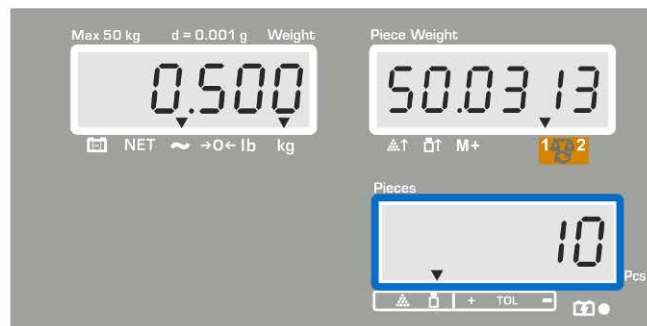 Max 50 kg d = 0.001 g Weight
0.500
NET →0← lb kg
Piece Weight
50.0313
M+ 1 2
Pieces
10
Pcs
+ TOL -